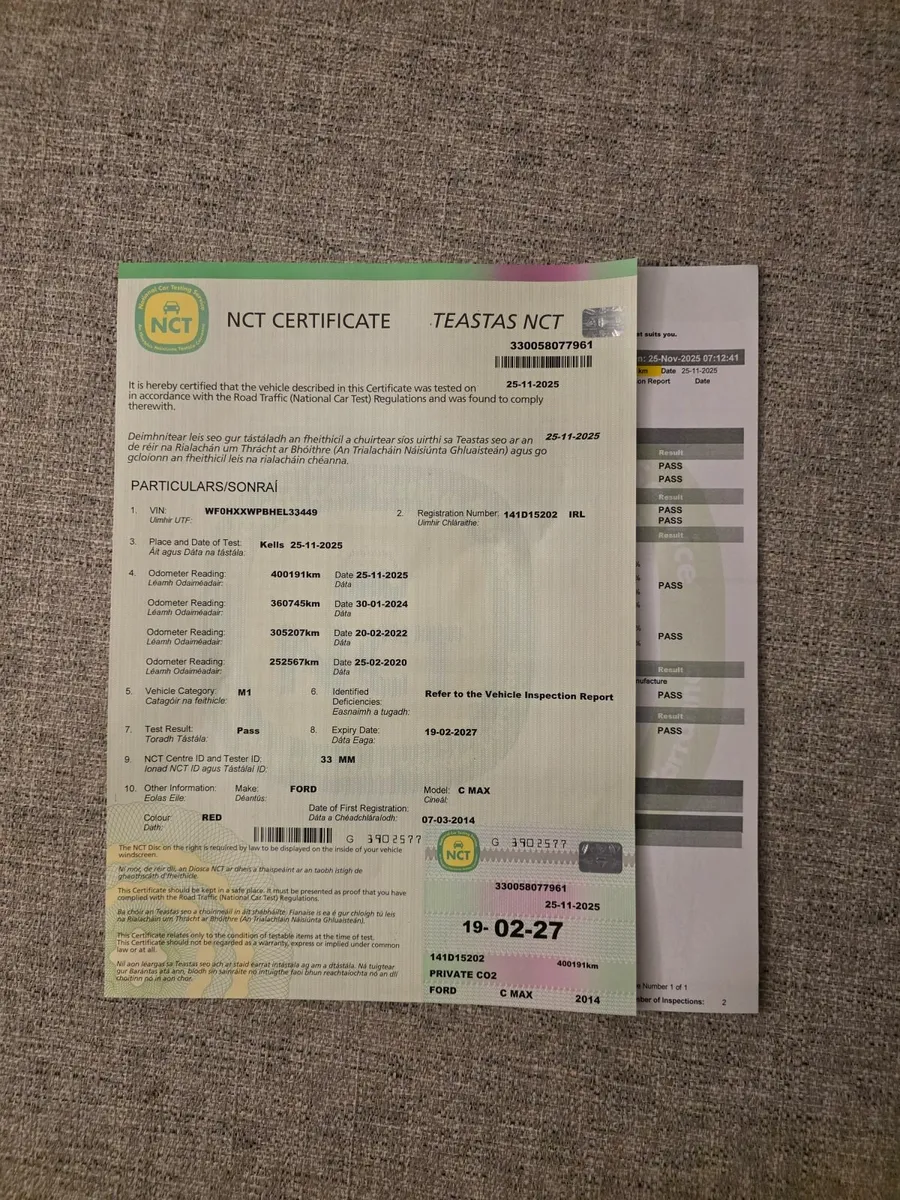 National Car Testing Service
NCT
NCT CERTIFICATE
TEASTAS NCT
330058077961
It is hereby certified that the vehicle described in this Certificate was tested on 25-11-2025
in accordance with the Road Traffic (National Car Test) Regulations and was found to comply
therewith.
Deimhnítear leis seo gur tástáladh an fheithicil a chuirtear síos uirthi sa Teastas seo ar an 25-11-2025
de réir na Rialachán um Thrácht ar Bhóithre (An Trialacháin Náisiúnta Ghluaisteán) agus go
gcloíonn an fheithicil leis na rialacháin chéanna.
PARTICULARS/SONRAÍ
1. VIN: WF0HXXWPBHEL33449
Uimhir UTF:
2. Registration Number: 141D15202 IRL
Uimhir Chláraithe:
3. Place and Date of Test: Kells 25-11-2025
Áit agus Dáta na tástála:
4. Odometer Reading: 400191km Date 25-11-2025
Léamh Odaiméadair: Dáta
Odometer Reading: 360745km Date 30-01-2024
Léamh Odaiméadair: Dáta
Odometer Reading: 305207km Date 20-02-2022
Léamh Odaiméadair: Dáta
Odometer Reading: 252567km Date 25-02-2020
Léamh Odaiméadair: Dáta
5. Vehicle Category: M1
Catagóir na feithicle:
6. Identified
Deficiencies: Refer to the Vehicle Inspection Report
Easnaimh a tugadh:
7. Test Result: Pass
Toradh Tástála:
8. Expiry Date: 19-02-2027
Dáta Éaga:
9. NCT Centre ID and Tester ID: 33 MM
Ionad NCT ID agus Tástálaí ID:
10. Other Information: Make: FORD Model: C MAX
Eolas Eile: Déantús: Cineál:
Colour: RED
Dath:
Date of First Registration: 07-03-2014
Dáta a Chéadchláraíodh:
G 3902577
The NCT Disc on the right is required by law to be displayed on the inside of your vehicle
windscreen.
This Certificate should be kept in a safe place. It must be presented as proof that you have
complied with the Road Traffic (National Car Test) Regulations.
This Certificate relates only to the condition of testable items at the time of test.
This Certificate should not be regarded as a warranty, express or implied under common
law or at all.
NCT
G 3902577
330058077961
25-11-2025
19-02-27
141D15202 400191km
PRIVATE CO2
FORD C MAX 2014
suits you.
25-Nov-2025 07:12:41
km Date 25-11-2025
Report Date
Result
PASS
PASS
Result
PASS
PASS
Result
PASS
PASS
Result
PASS
Result
PASS
Number 1 of 1
of Inspections: 2